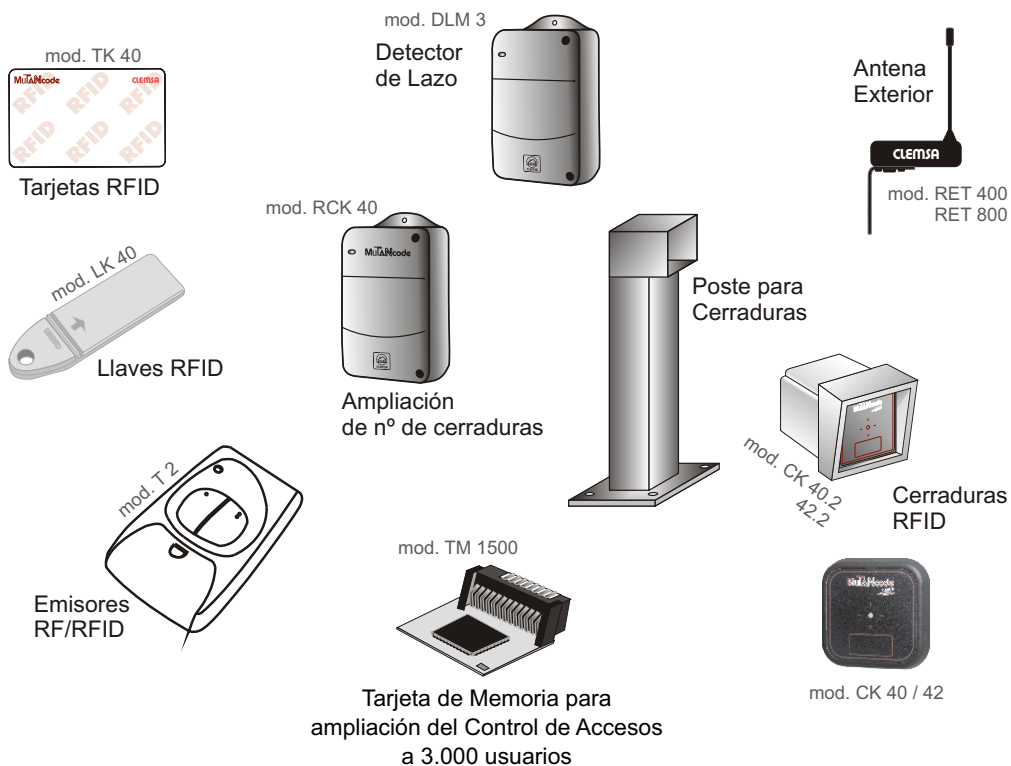 mod. TK 40
MuTANcode CLEMSA
RFID RFID RFID
RFID RFID RFID
Tarjetas RFID
mod. DLM 3
Detector
de Lazo
Antena
Exterior
CLEMSA
mod. RET 400
RET 800
mod. RCK 40
MuTANcode
Ampliación
de nº de cerraduras
mod. LK 40
CLEMSA
Llaves RFID
Poste para
Cerraduras
MuTANcode
mod. CK 40.2
42.2
Cerraduras
RFID
mod. T 2
Emisores
RF/RFID
mod. TM 1500
Tarjeta de Memoria para
ampliación del Control de Accesos
a 3.000 usuarios
MuTANcode
mod. CK 40 / 42